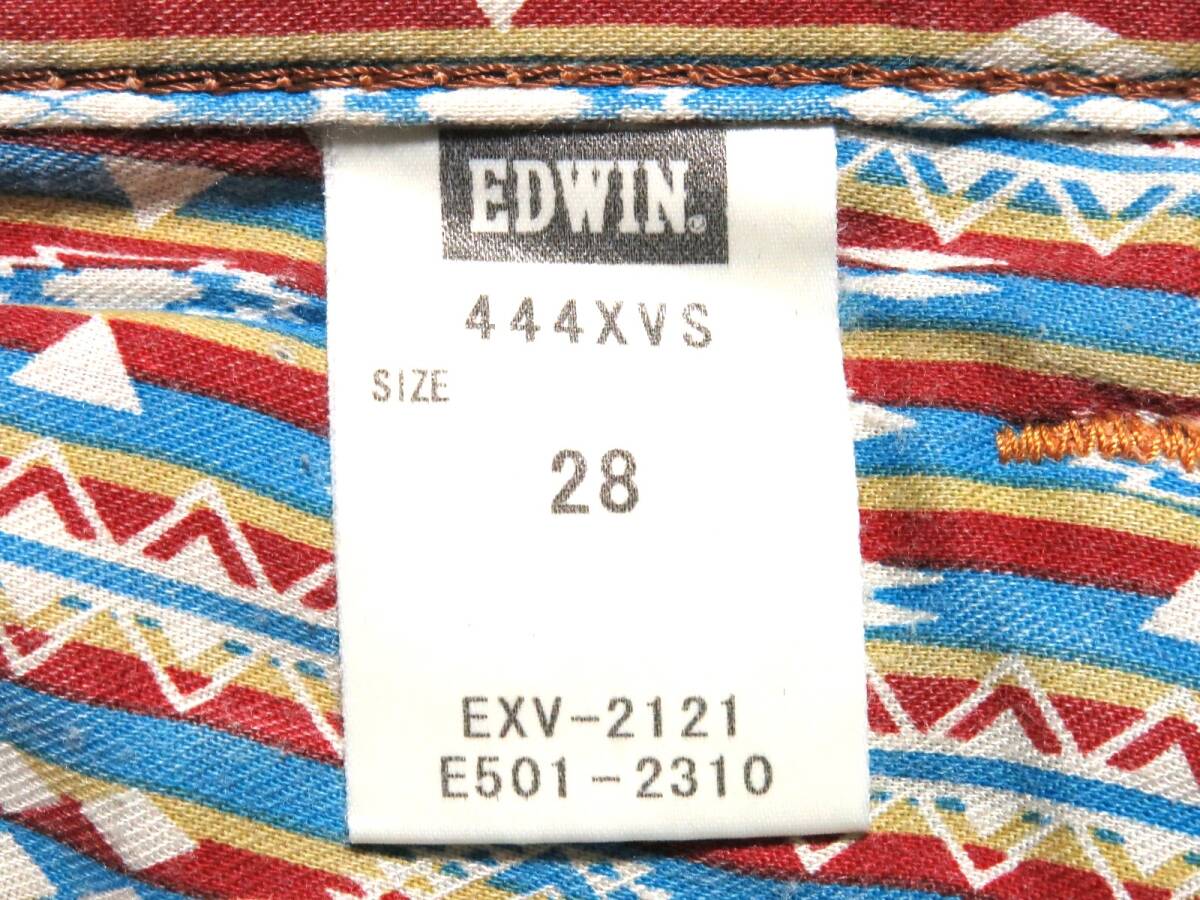 EDWIN®
444XVS
SIZE
28
EXV-2121
E501-2310